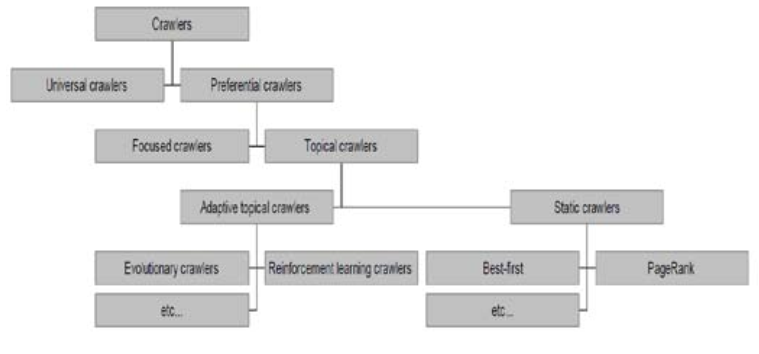 Crawlers
Universal crawlers
Preferential crawlers
Focused crawlers
Topical crawlers
Adaptive topical crawlers
Static crawlers
Evolutionary crawlers
Reinforcement learning crawlers
Best-first
PageRank
etc...
etc...